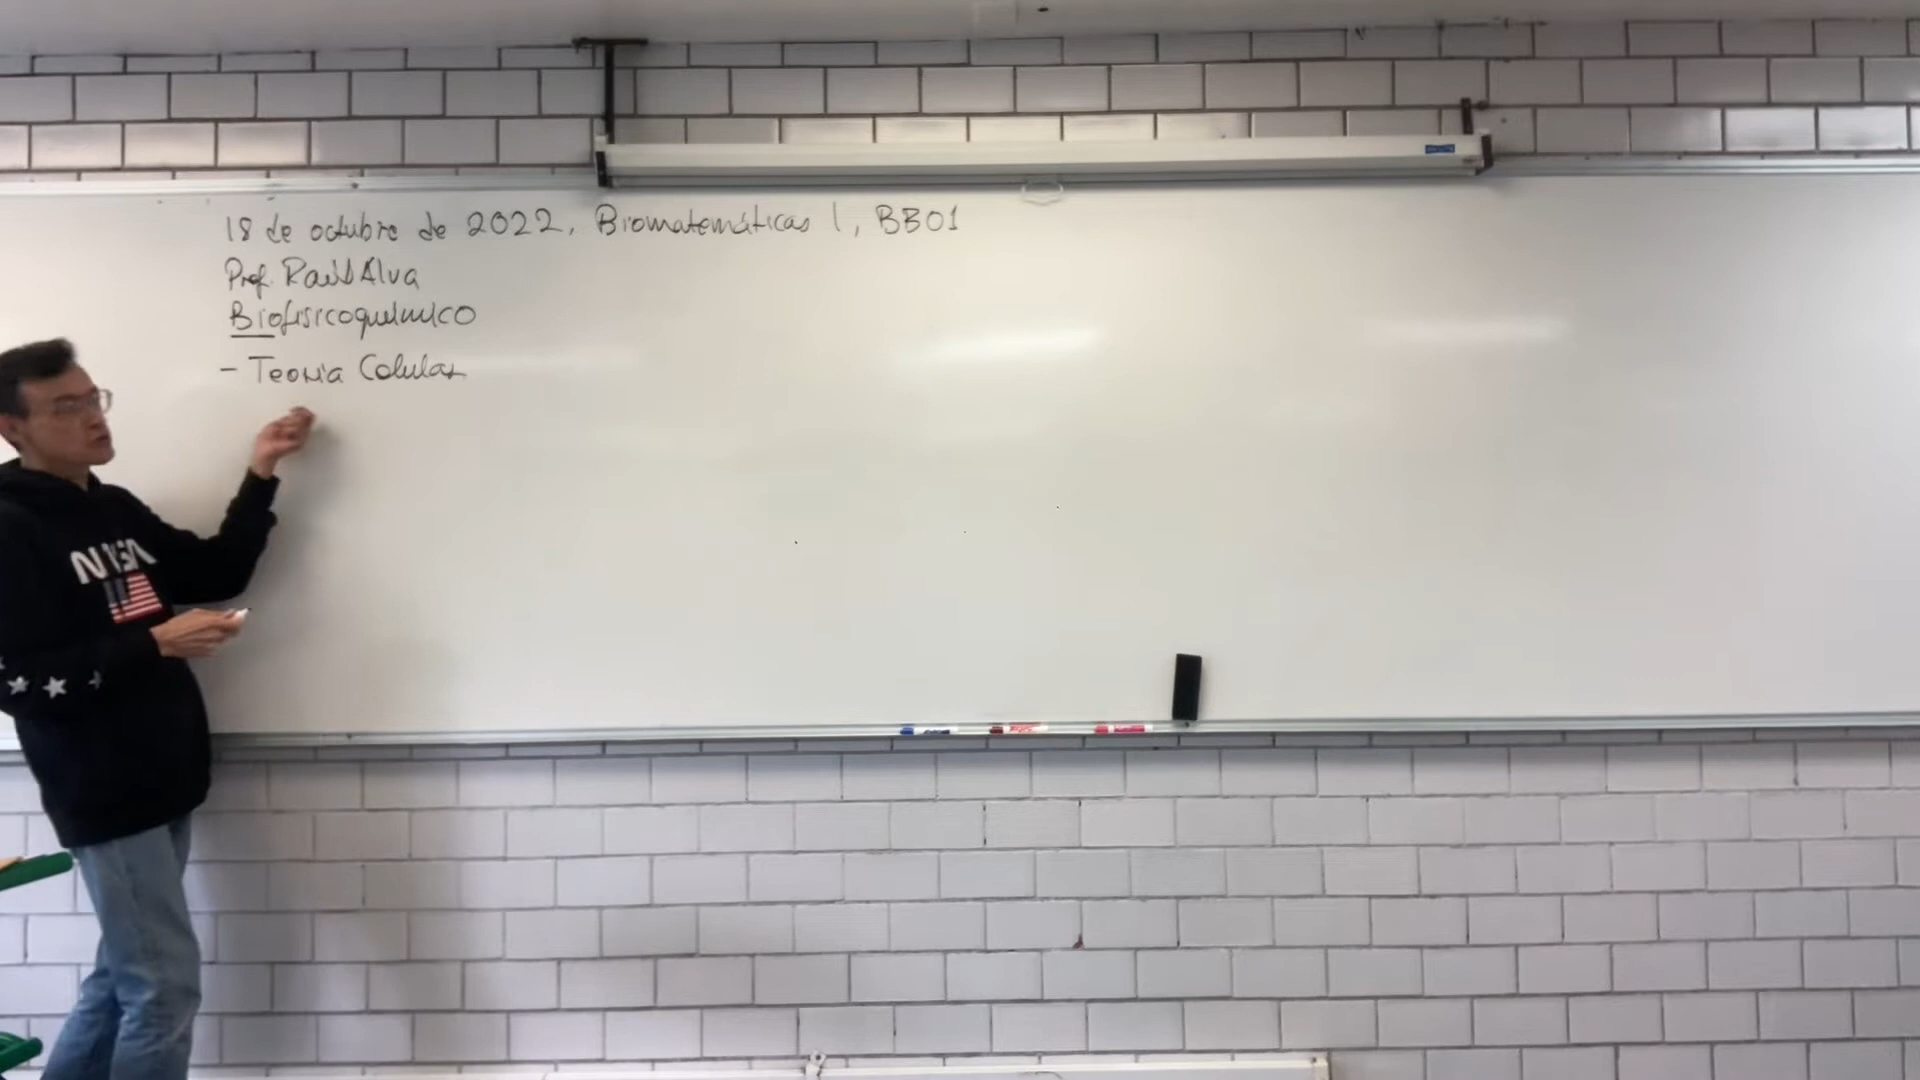 18 de octubre de 2022, Biomatemáticas I, BB01
Prof. Raúl Alva
Biofisicoquímico
- Teoría Celular
NASA